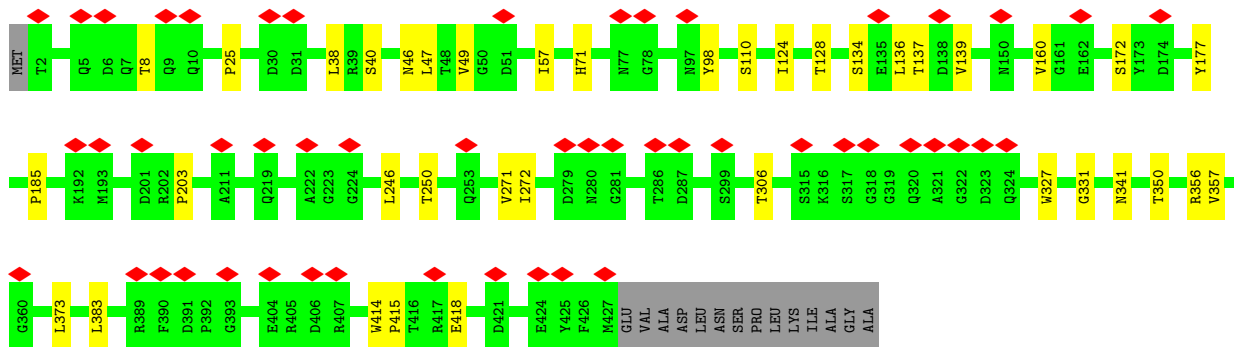 MET T2 Q5 D6 Q7 T8 Q9 Q10 P25 D30 D31 L38 R39 S40 N46 L47 T48 V49 G50 D51 I57 H71 N77 G78 N97 Y98 S110 I124 T128 S134 E135 L136 T137 D138 V139 N150 V160 G161 E162 S172 Y173 D174 Y177
P185 K192 M193 D201 R202 P203 A211 Q219 A222 G223 G224 L246 T250 Q253 V271 I272 D279 N280 G281 T286 D287 S299 T306 S315 K316 S317 G318 G319 Q320 A321 G322 D323 Q324 W327 G331 N341 T350 R356 V357
G360 L373 L383 R389 F390 D391 P392 G393 E404 R405 D406 R407 W414 P415 T416 R417 E418 D421 E424 Y425 F426 M427 GLU VAL ALA ASP LEU ASN SER PRO LEU LYS ILE ALA GLY ALA